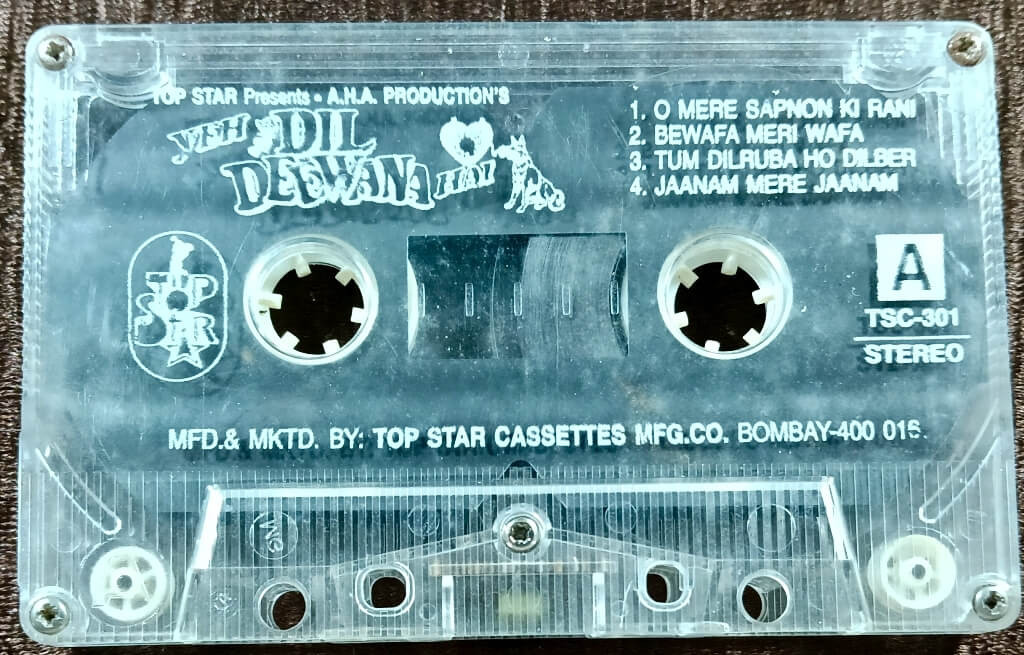 TOP STAR Presents • A.H.A. PRODUCTION'S
YEH DIL
DEEWANA HAI
1. O MERE SAPNON KI RANI
2. BEWAFA MERI WAFA
3. TUM DILRUBA HO DILBER
4. JAANAM MERE JAANAM
TOP
STAR
A
TSC-301
STEREO
MFD.& MKTD. BY: TOP STAR CASSETTES MFG.CO. BOMBAY-400 016.